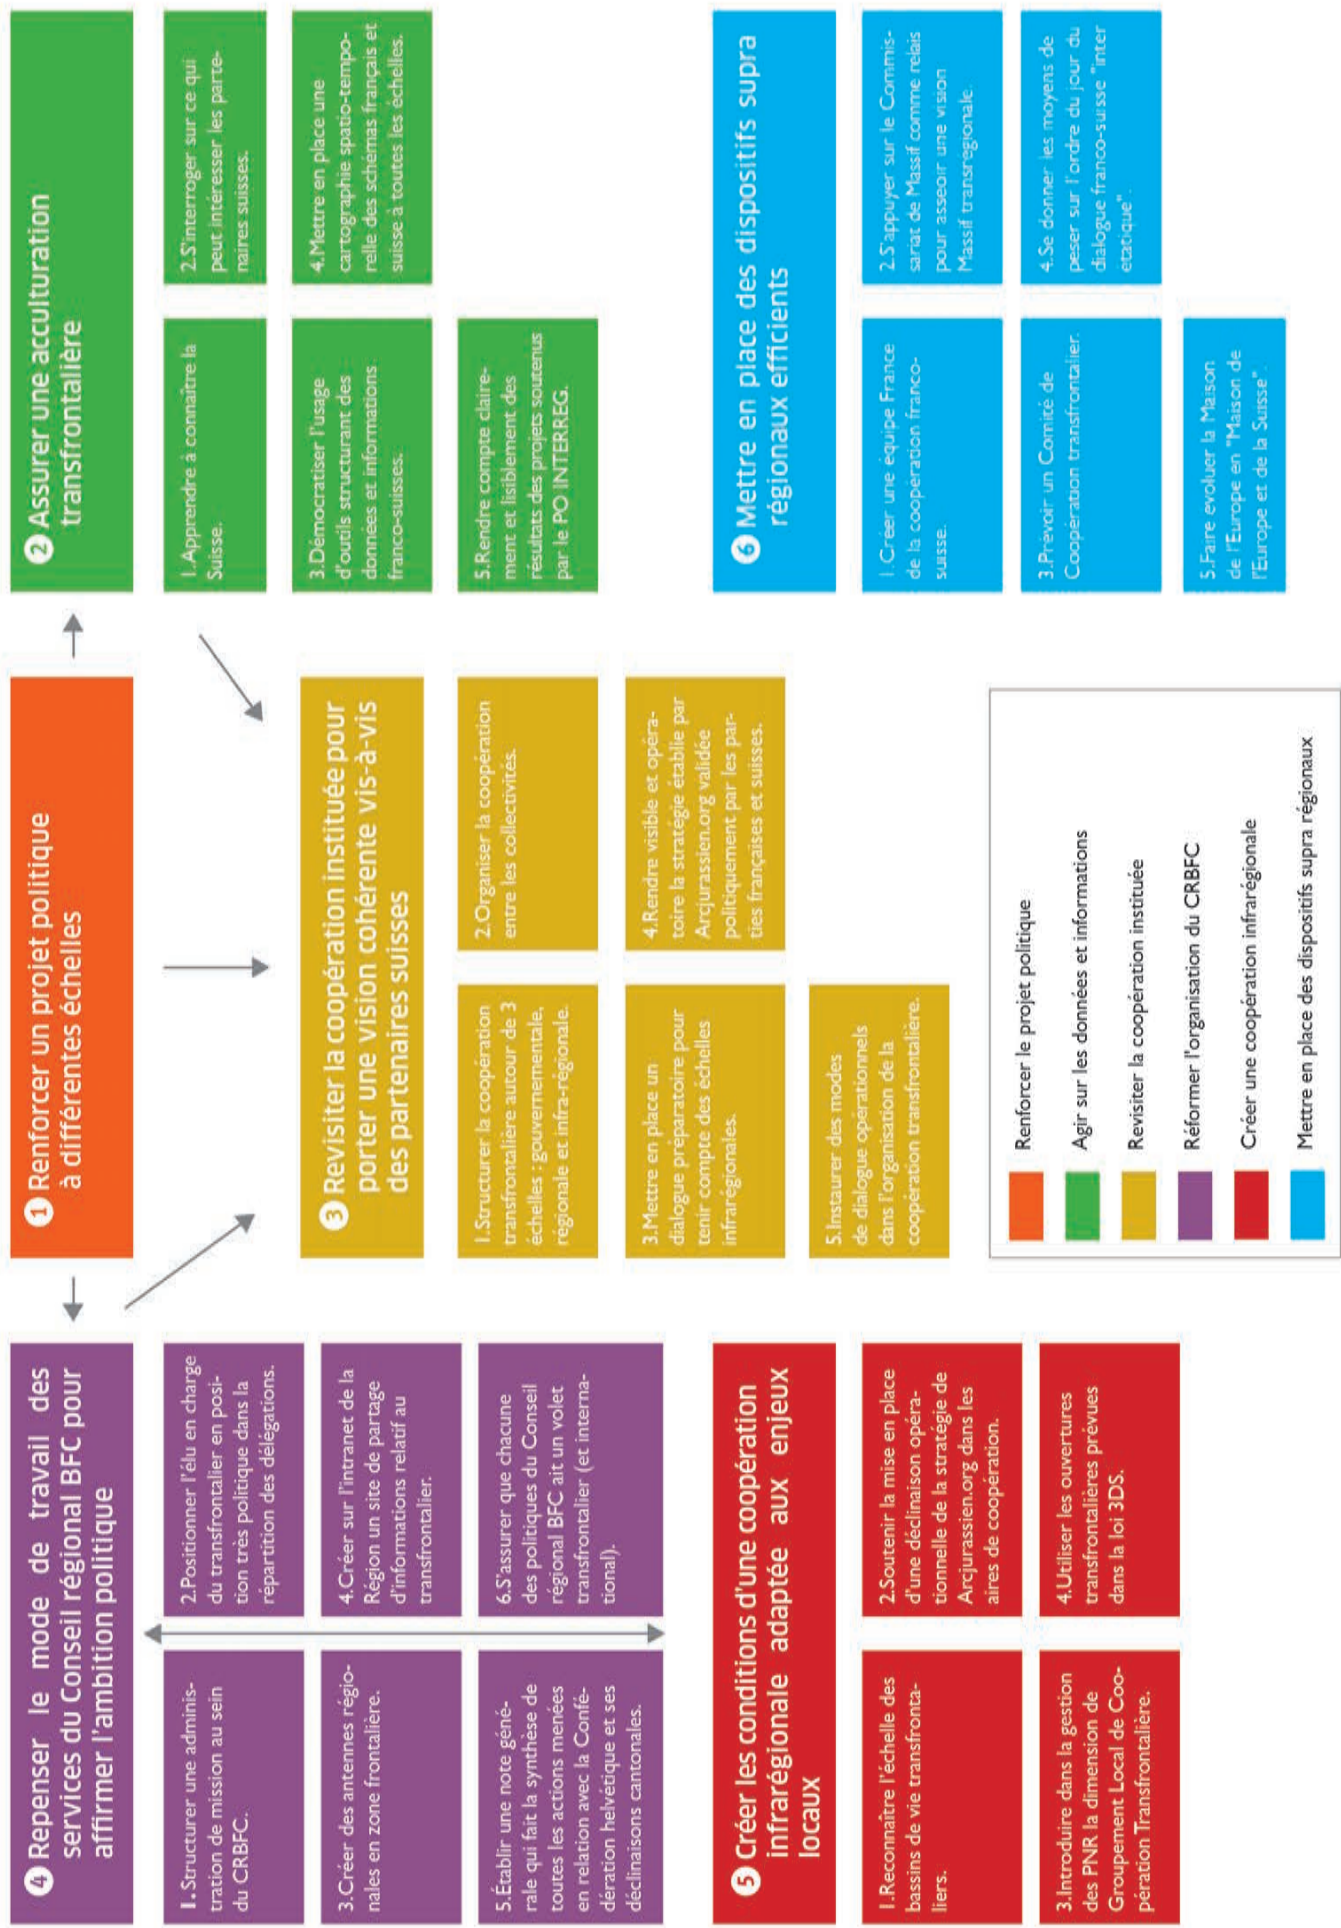 4 Repenser le mode de travail des
services du Conseil régional BFC pour
affirmer l'ambition politique
1.Structurer une adminis-
tration de mission au sein
du CRBFC.
2.Positionner l'élu en charge
du transfrontalier en posi-
tion très politique dans la
répartition des délégations.
3.Créer des antennes régio-
nales en zone frontalière.
4.Créer sur l'intranet de la
Région un site de partage
d'informations relatif au
transfrontalier.
5.Établir une note géné-
rale qui fait la synthèse de
toutes les actions menées
en relation avec la Confé-
dération helvétique et ses
déclinaisons cantonales.
6.S'assurer que chacune
des politiques du Conseil
régional BFC ait un volet
transfrontalier (et interna-
tional).
1 Renforcer un projet politique
à différentes échelles
2 Assurer une acculturation
transfrontalière
1.Apprendre à connaître la
Suisse.
2.S'interroger sur ce qui
peut intéresser les parte-
naires suisses.
3.Démocratiser l'usage
d'outils structurant des
données et informations
franco-suisses.
4.Mettre en place une
cartographie spatio-tempo-
relle des schémas français et
suisse à toutes les échelles.
5.Rendre compte claire-
ment et lisiblement des
résultats des projets soutenus
par le PO INTERREG.
3 Revisiter la coopération instituée pour
porter une vision cohérente vis-à-vis
des partenaires suisses
1.Structurer la coopération
transfrontalière autour de 3
échelles : gouvernementale,
régionale et infra-régionale.
2.Organiser la coopération
entre les collectivités.
3.Mettre en place un
dialogue préparatoire pour
tenir compte des échelles
infrarégionales.
4.Rendre visible et opéra-
toire la stratégie établie par
Arcjurassien.org validée
politiquement par les par-
ties françaises et suisses.
5.Instaurer des modes
de dialogue opérationnels
dans l'organisation de la
coopération transfrontalière.
5 Créer les conditions d'une coopération
infrarégionale adaptée aux enjeux
locaux
1.Reconnaître l'échelle des
bassins de vie transfronta-
liers.
2.Soutenir la mise en place
d'une déclinaison opéra-
tionnelle de la stratégie de
Arcjurassien.org dans les
aires de coopération.
3.Introduire dans la gestion
des PNR la dimension de
Groupement Local de Coo-
pération Transfrontalière.
4.Utiliser les ouvertures
transfrontalières prévues
dans la loi 3DS.
6 Mettre en place des dispositifs supra
régionaux efficients
1.Créer une équipe France
de la coopération franco-
suisse.
2.S'appuyer sur le Commis-
sariat de Massif comme relais
pour asseoir une vision
Massif transrégionale.
3.Prévoir un Comité de
Coopération transfrontalier.
4.Se donner les moyens de
peser sur l'ordre du jour du
dialogue franco-suisse "inter
étatique".
5.Faire evoluer la Maison
de l'Europe en "Maison de
l'Europe et de la Suisse".
Renforcer le projet politique
Agir sur les données et informations
Revisiter la coopération instituée
Réformer l'organisation du CRBFC
Créer une coopération infrarégionale
Mettre en place des dispositifs supra régionaux